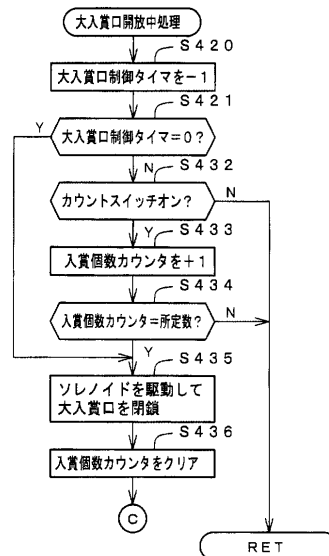 大入賞口開放中処理
S420
大入賞口制御タイマを－1
S421
Y
大入賞口制御タイマ＝0？
N
S432
カウントスイッチオン？
N
Y
S433
入賞個数カウンタを＋1
S434
入賞個数カウンタ＝所定数？
N
Y
S435
ソレノイドを駆動して
大入賞口を閉鎖
S436
入賞個数カウンタをクリア
C
RET